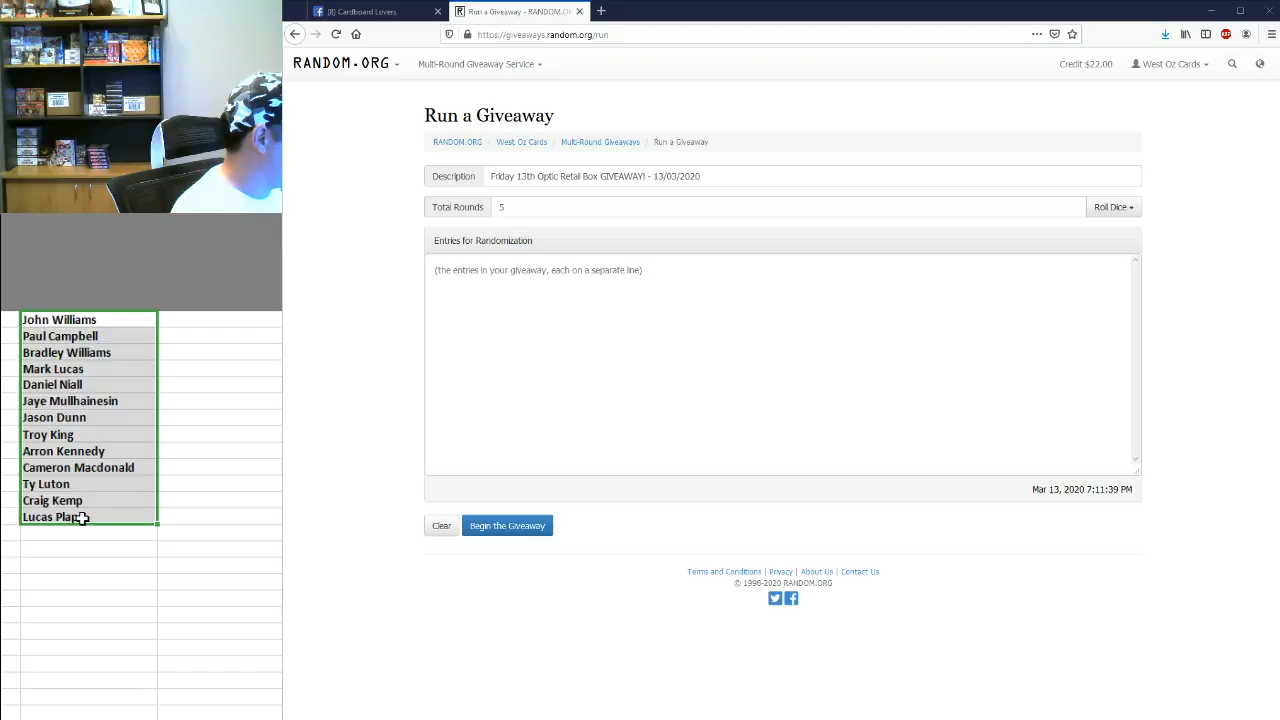 [8] Cardboard Lovers
Run a Giveaway - RANDOM.OR
https://giveaways.random.org/run
RANDOM.ORG
Multi-Round Giveaway Service
Credit $22.00
West Oz Cards
Run a Giveaway
RANDOM.ORG / West Oz Cards / Multi-Round Giveaways / Run a Giveaway
Description Friday 13th Optic Retail Box GIVEAWAY! - 13/03/2020
Total Rounds 5 Roll Dice
Entries for Randomization
(the entries in your giveaway, each on a separate line)
Mar 13, 2020 7:11:39 PM
Clear Begin the Giveaway
Terms and Conditions | Privacy | About Us | Contact Us
© 1998-2020 RANDOM.ORG
John Williams
Paul Campbell
Bradley Williams
Mark Lucas
Daniel Niall
Jaye Mullhainesin
Jason Dunn
Troy King
Arron Kennedy
Cameron Macdonald
Ty Luton
Craig Kemp
Lucas